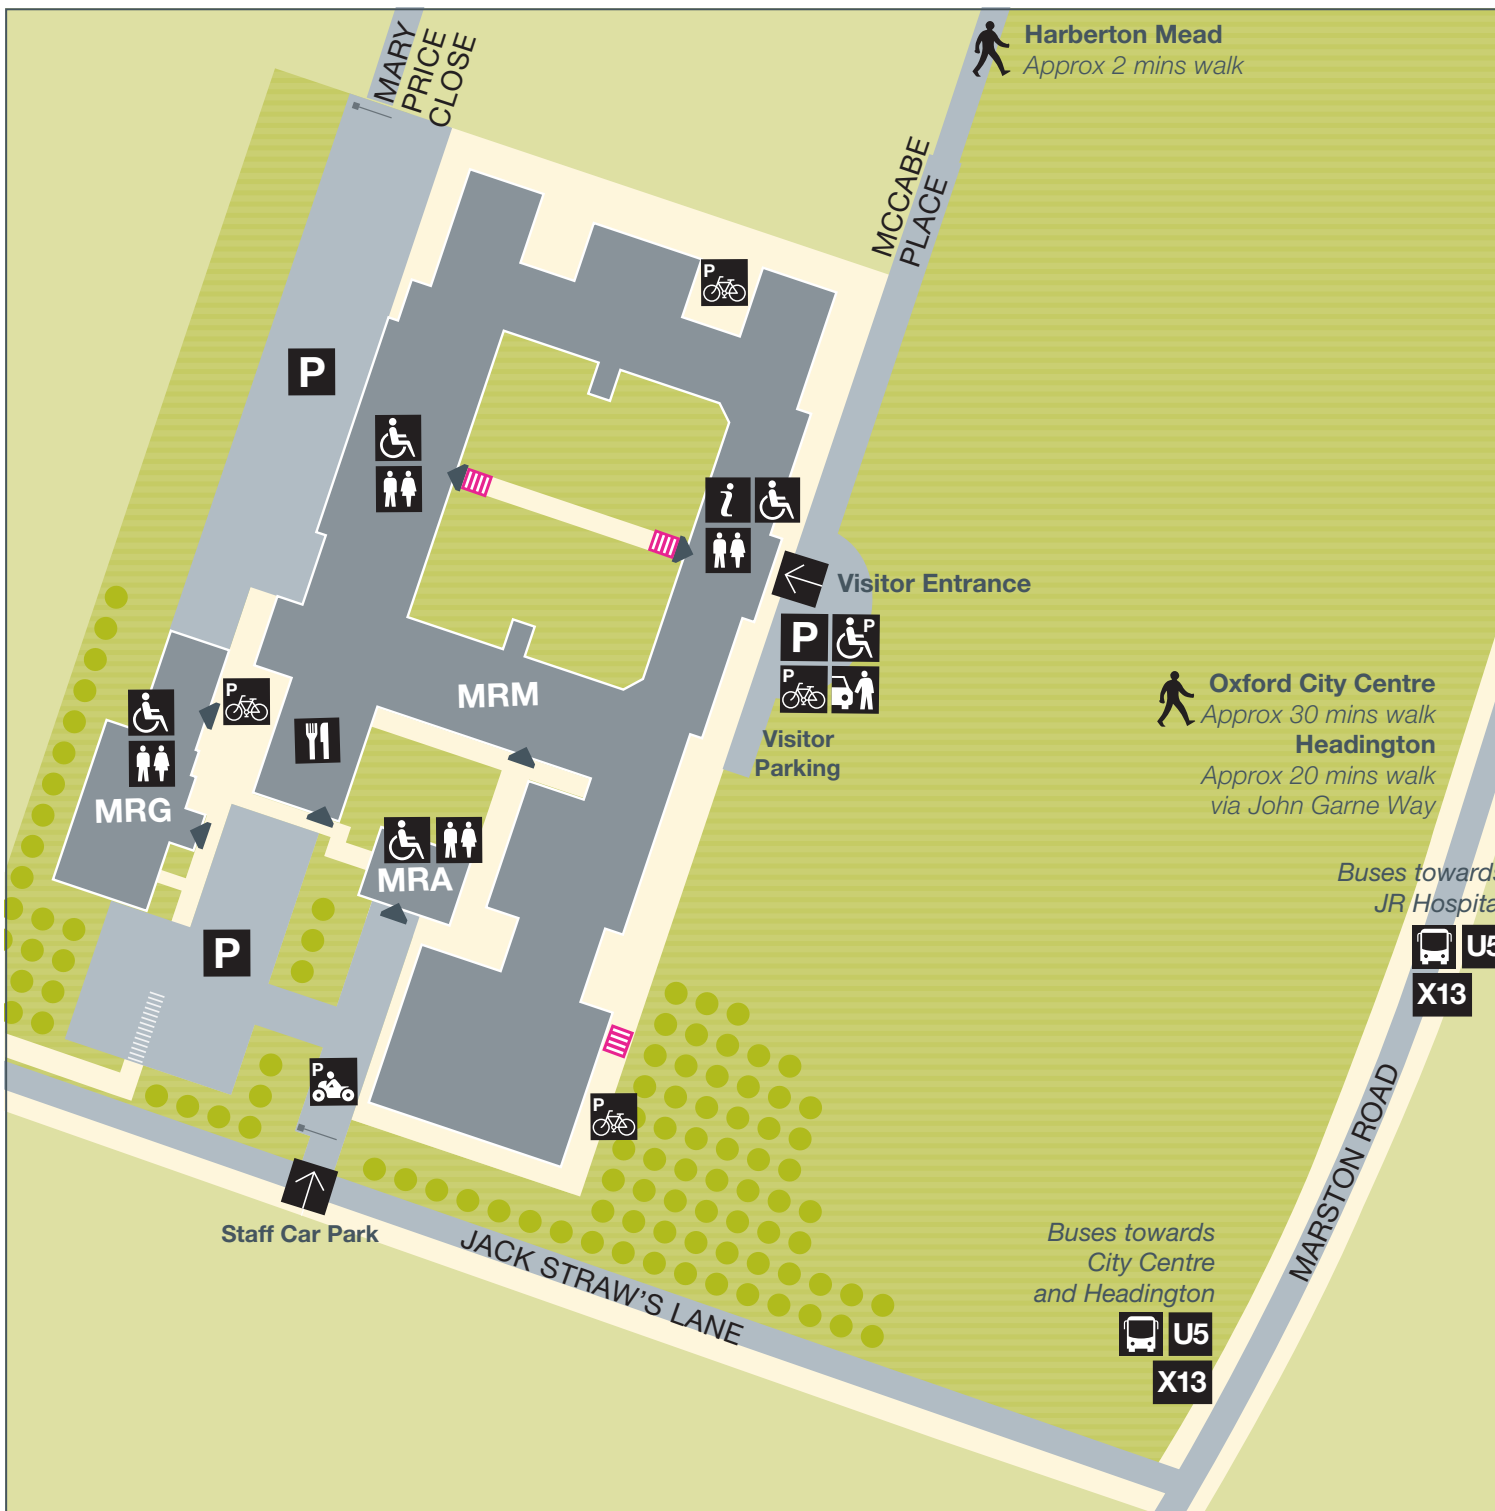 MARY
PRICE
CLOSE
Harberton Mead
Approx 2 mins walk
MCCABE
PLACE
P
P
i
Visitor Entrance
P
P
P
Visitor
Parking
MRM
P
MRG
MRA
P
P
P
Staff Car Park
JACK STRAW'S LANE
Oxford City Centre
Approx 30 mins walk
Headington
Approx 20 mins walk
via John Garne Way
Buses towards
JR Hospita
U5
X13
MARSTON ROAD
Buses towards
City Centre
and Headington
U5
X13